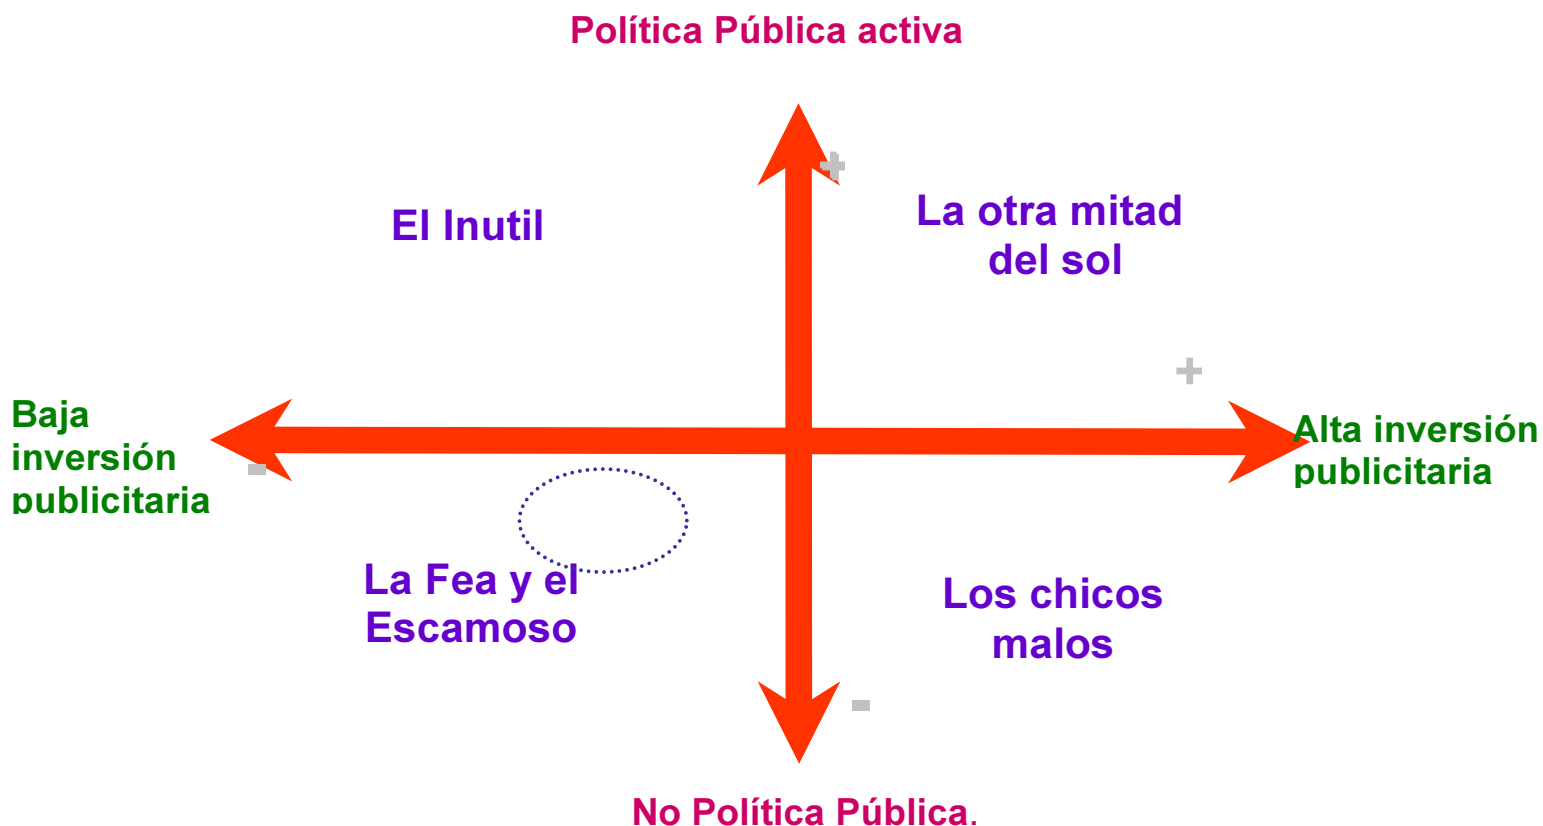 Política Pública activa
+
El Inutil
La otra mitad
del sol
+
Baja
inversión
publicitaria
Alta inversión
publicitaria
-
La Fea y el
Escamoso
Los chicos
malos
-
No Política Pública.